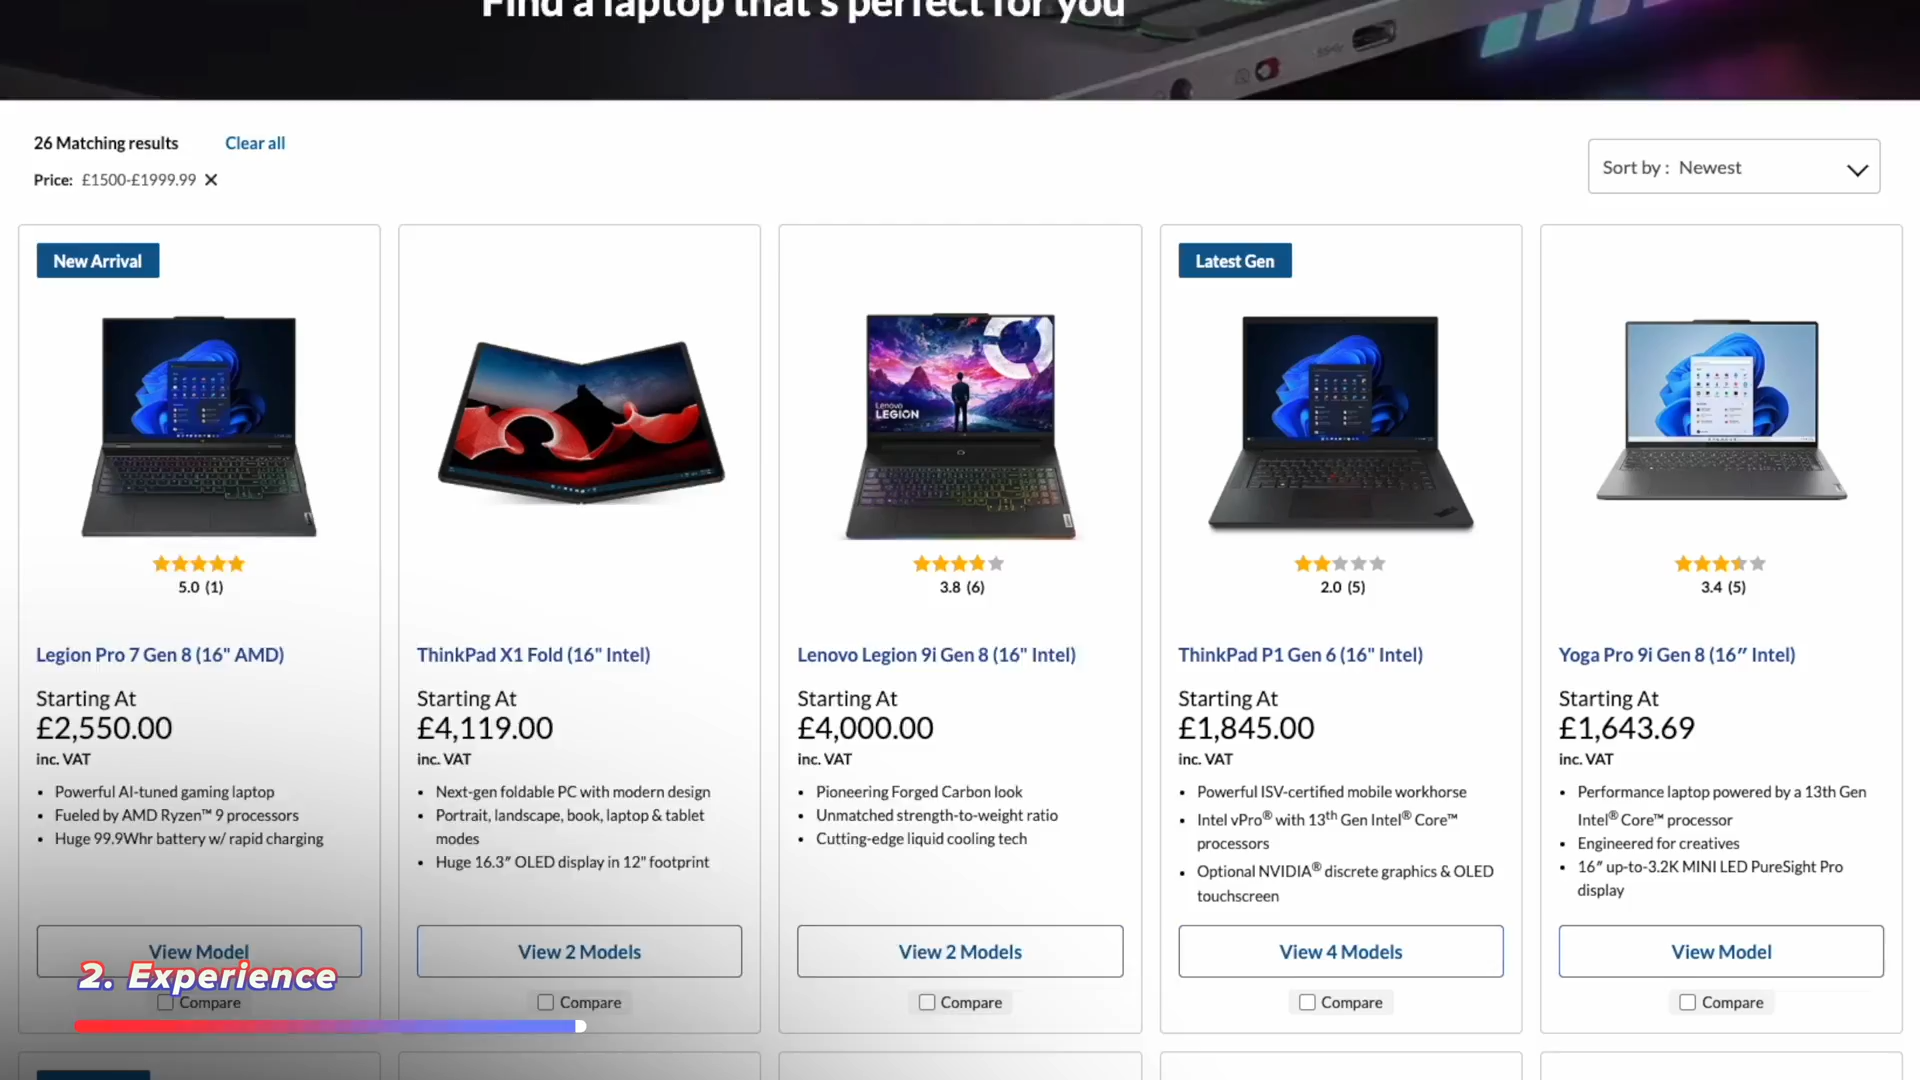 Find a laptop that's perfect for you
26 Matching results
Clear all
Price: £1500-£1999.99 ✕
Sort by : Newest
New Arrival
5.0 (1)
Legion Pro 7 Gen 8 (16" AMD)
Starting At
£2,550.00
inc. VAT
• Powerful AI-tuned gaming laptop
• Fueled by AMD Ryzen™ 9 processors
• Huge 99.9Whr battery w/ rapid charging
View Model
Compare
ThinkPad X1 Fold (16" Intel)
Starting At
£4,119.00
inc. VAT
• Next-gen foldable PC with modern design
• Portrait, landscape, book, laptop & tablet
modes
• Huge 16.3" OLED display in 12" footprint
View 2 Models
Compare
Lenovo
LEGION
3.8 (6)
Lenovo Legion 9i Gen 8 (16" Intel)
Starting At
£4,000.00
inc. VAT
• Pioneering Forged Carbon look
• Unmatched strength-to-weight ratio
• Cutting-edge liquid cooling tech
View 2 Models
Compare
Latest Gen
2.0 (5)
ThinkPad P1 Gen 6 (16" Intel)
Starting At
£1,845.00
inc. VAT
• Powerful ISV-certified mobile workhorse
• Intel vPro® with 13th Gen Intel® Core™
processors
• Optional NVIDIA® discrete graphics & OLED
touchscreen
View 4 Models
Compare
3.4 (5)
Yoga Pro 9i Gen 8 (16″ Intel)
Starting At
£1,643.69
inc. VAT
• Performance laptop powered by a 13th Gen
Intel® Core™ processor
• Engineered for creatives
• 16″ up-to-3.2K MINI LED PureSight Pro
display
View Model
Compare
2. Experience